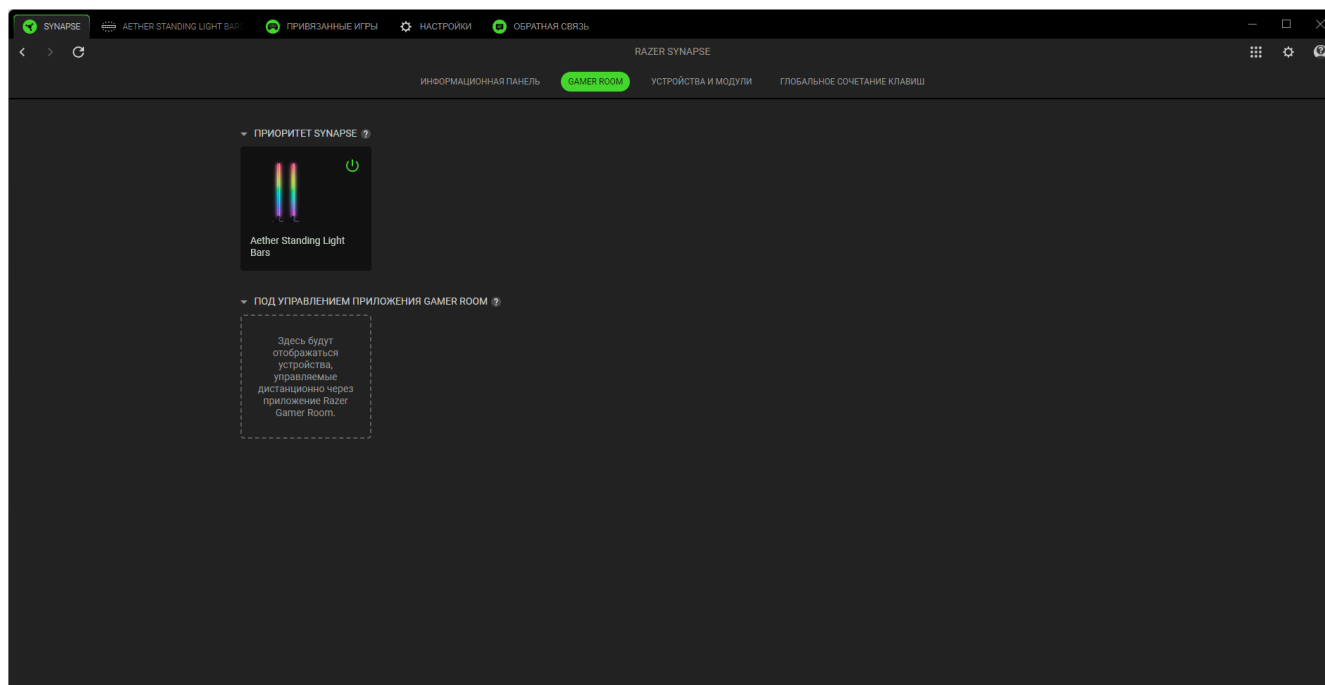 SYNAPSE
AETHER STANDING LIGHT BAR
ПРИВЯЗАННЫЕ ИГРЫ
НАСТРОЙКИ
ОБРАТНАЯ СВЯЗЬ
RAZER SYNAPSE
ИНФОРМАЦИОННАЯ ПАНЕЛЬ
GAMER ROOM
УСТРОЙСТВА И МОДУЛИ
ГЛОБАЛЬНОЕ СОЧЕТАНИЕ КЛАВИШ
ПРИОРИТЕТ SYNAPSE ?
Aether Standing Light
Bars
ПОД УПРАВЛЕНИЕМ ПРИЛОЖЕНИЯ GAMER ROOM ?
Здесь будут
отображаться
устройства,
управляемые
дистанционно через
приложение Razer
Gamer Room.